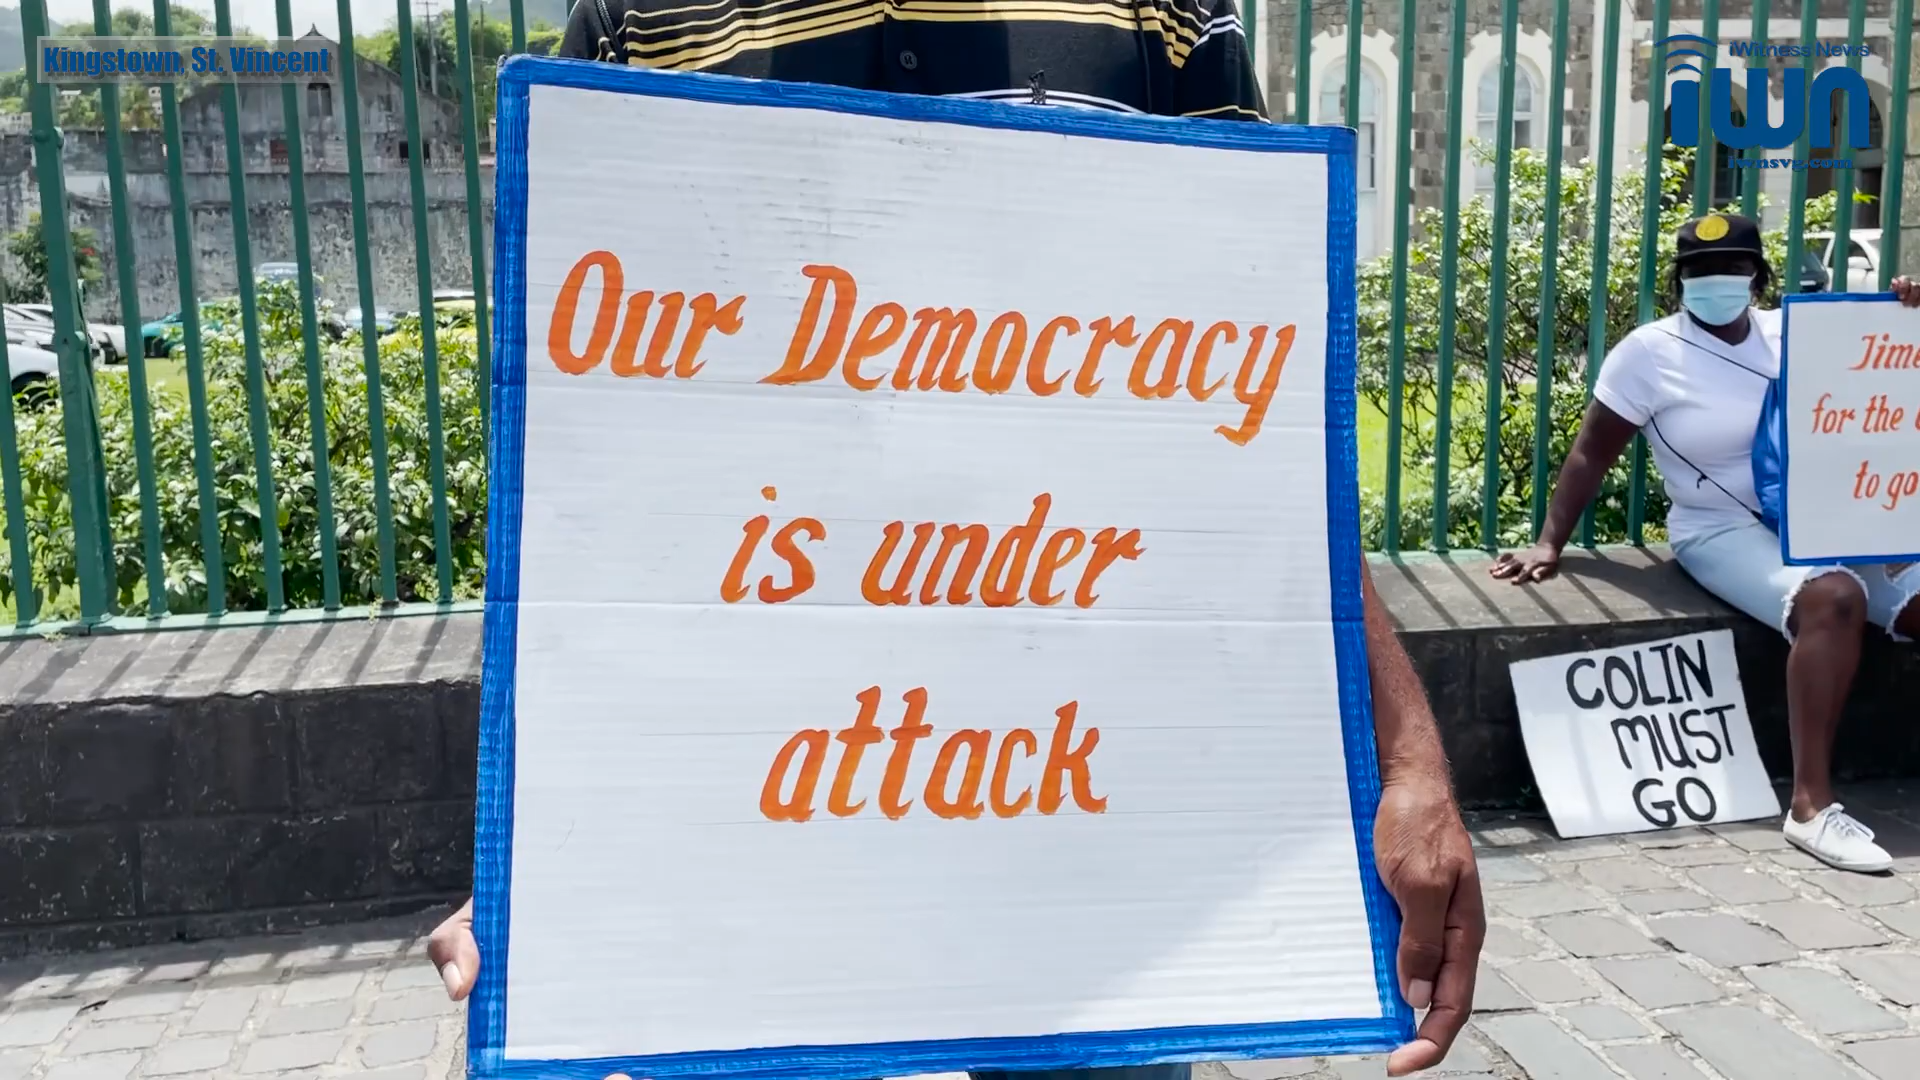 Kingstown, St. Vincent
iWitness News
iwn
iwnsvg.com
Our Democracy
is under
attack
Time
for the
to go
COLIN
MUST
GO